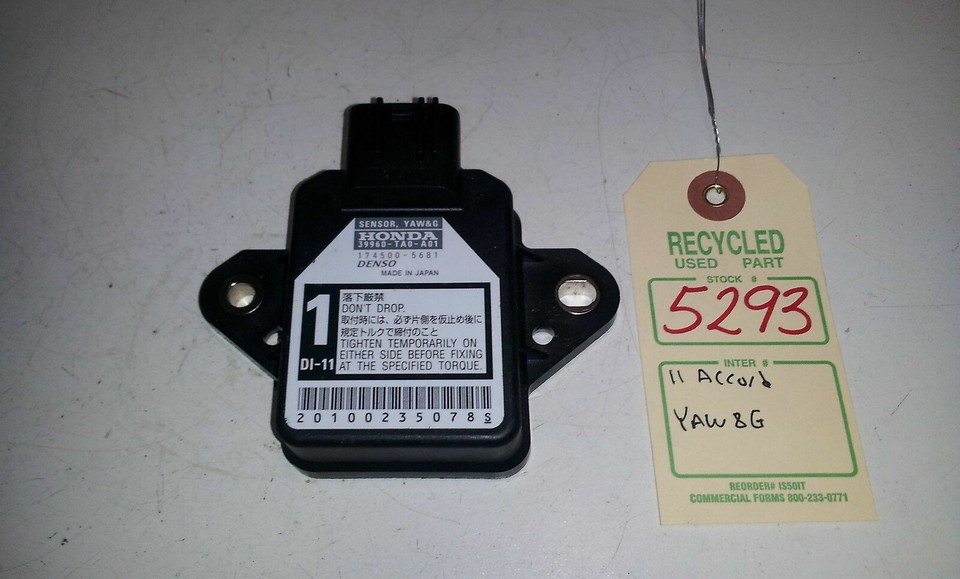 SENSOR, YAW&G
HONDA
39960-TA0-A01
174500-5681
DENSO
MADE IN JAPAN
1
DI-11
落下厳禁
DON'T DROP.
取付時には、必ず片側を仮止め後に
規定トルクで締付のこと
TIGHTEN TEMPORARILY ON
EITHER SIDE BEFORE FIXING
AT THE SPECIFIED TORQUE.
20100235078S
RECYCLED
USED PART
STOCK #
5293
INTER #
11 Accord
YAW &G
REORDER# IS50IT
COMMERCIAL FORMS 800-233-0771